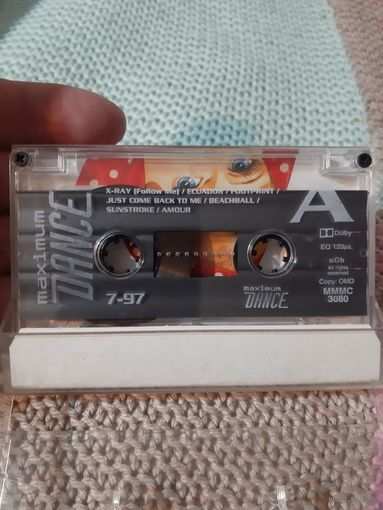 X-RAY (Follow Me) / ECUADOR / FOOTPRINT /
JUST COME BACK TO ME / BEACHBALL /
SUNSTROKE / AMOUR
A
Dolby
EQ 120µs,
n©b
All rights
reserved
Copy: OMD
MMMC
3080
maximum
DANCE
7-97
maximum
DANCE